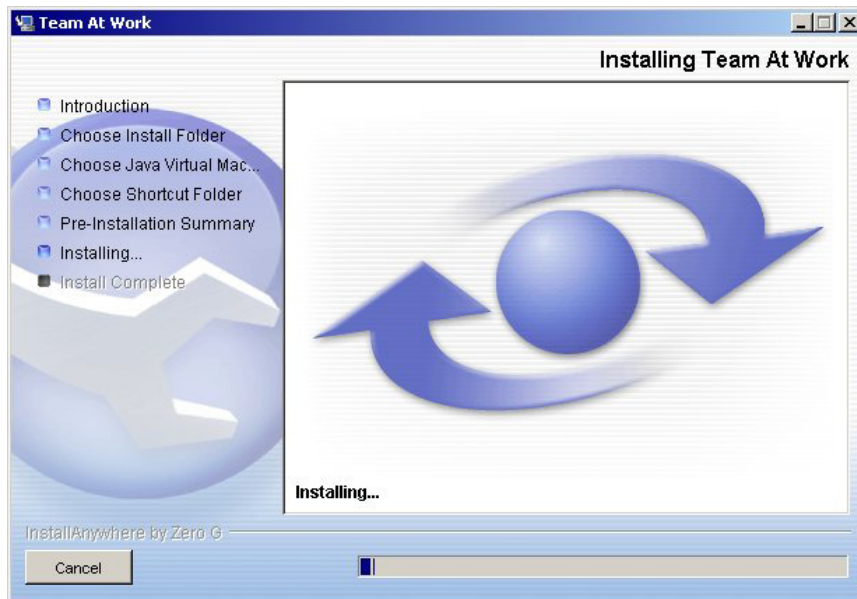 Team At Work
Installing Team At Work
Introduction
Choose Install Folder
Choose Java Virtual Mac...
Choose Shortcut Folder
Pre-Installation Summary
Installing...
Install Complete
Installing...
InstallAnywhere by Zero G
Cancel